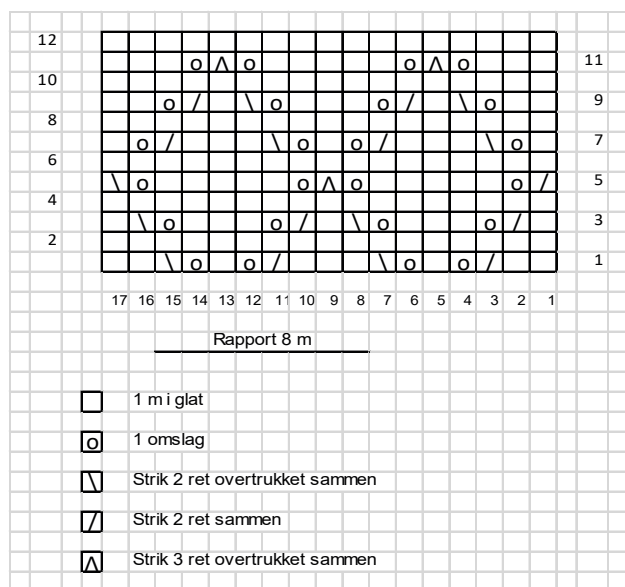 12
o Λ o o Λ o 11
10
o / \ o o / \ o 9
8
o / \ o o / \ o 7
6
\ o o Λ o o / 5
4
\ o o / \ o o / 3
2
\ o o / \ o o / 1
17 16 15 14 13 12 11 10 9 8 7 6 5 4 3 2 1
Rapport 8 m
1 m i glat
o 1 omslag
\ Strik 2 ret overtrukket sammen
/ Strik 2 ret sammen
Λ Strik 3 ret overtrukket sammen